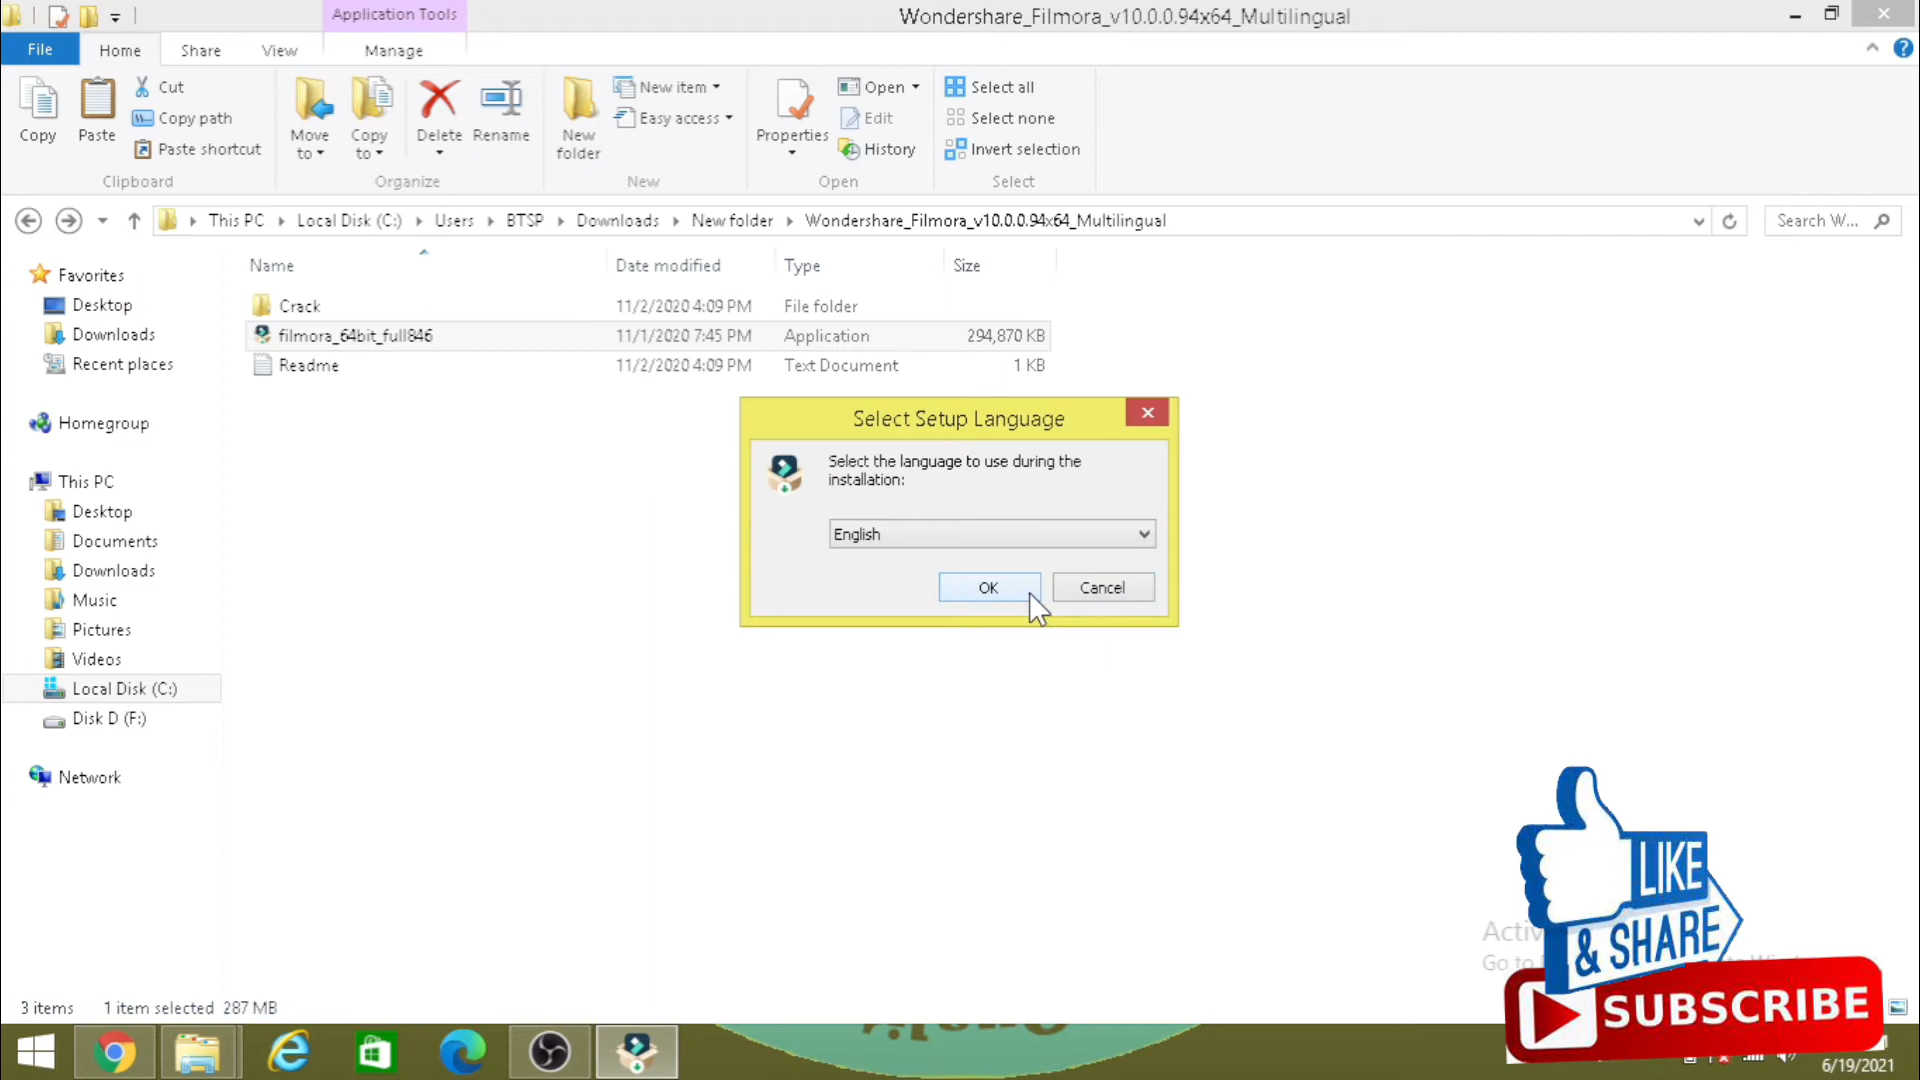 Application Tools
Wondershare_Filmora_v10.0.0.94x64_Multilingual
File
Home
Share
View
Manage
Copy
Paste
Cut
Copy path
Paste shortcut
Move to
Copy to
Delete
Rename
New folder
New item
Easy access
Properties
Open
Edit
History
Select all
Select none
Invert selection
Clipboard
Organize
New
Open
Select
This PC
Local Disk (C:)
Users
BTSP
Downloads
New folder
Wondershare_Filmora_v10.0.0.94x64_Multilingual
Search W...
Name
Date modified
Type
Size
Crack
11/2/2020 4:09 PM
File folder
filmora_64bit_full846
11/1/2020 7:45 PM
Application
294,870 KB
Readme
11/2/2020 4:09 PM
Text Document
1 KB
Favorites
Desktop
Downloads
Recent places
Homegroup
This PC
Desktop
Documents
Downloads
Music
Pictures
Videos
Local Disk (C:)
Disk D (F:)
Network
Select Setup Language
Select the language to use during the
installation:
English
OK
Cancel
LIKE
& SHARE
SUBSCRIBE
Go to
3 items
1 item selected 287 MB
6/19/2021